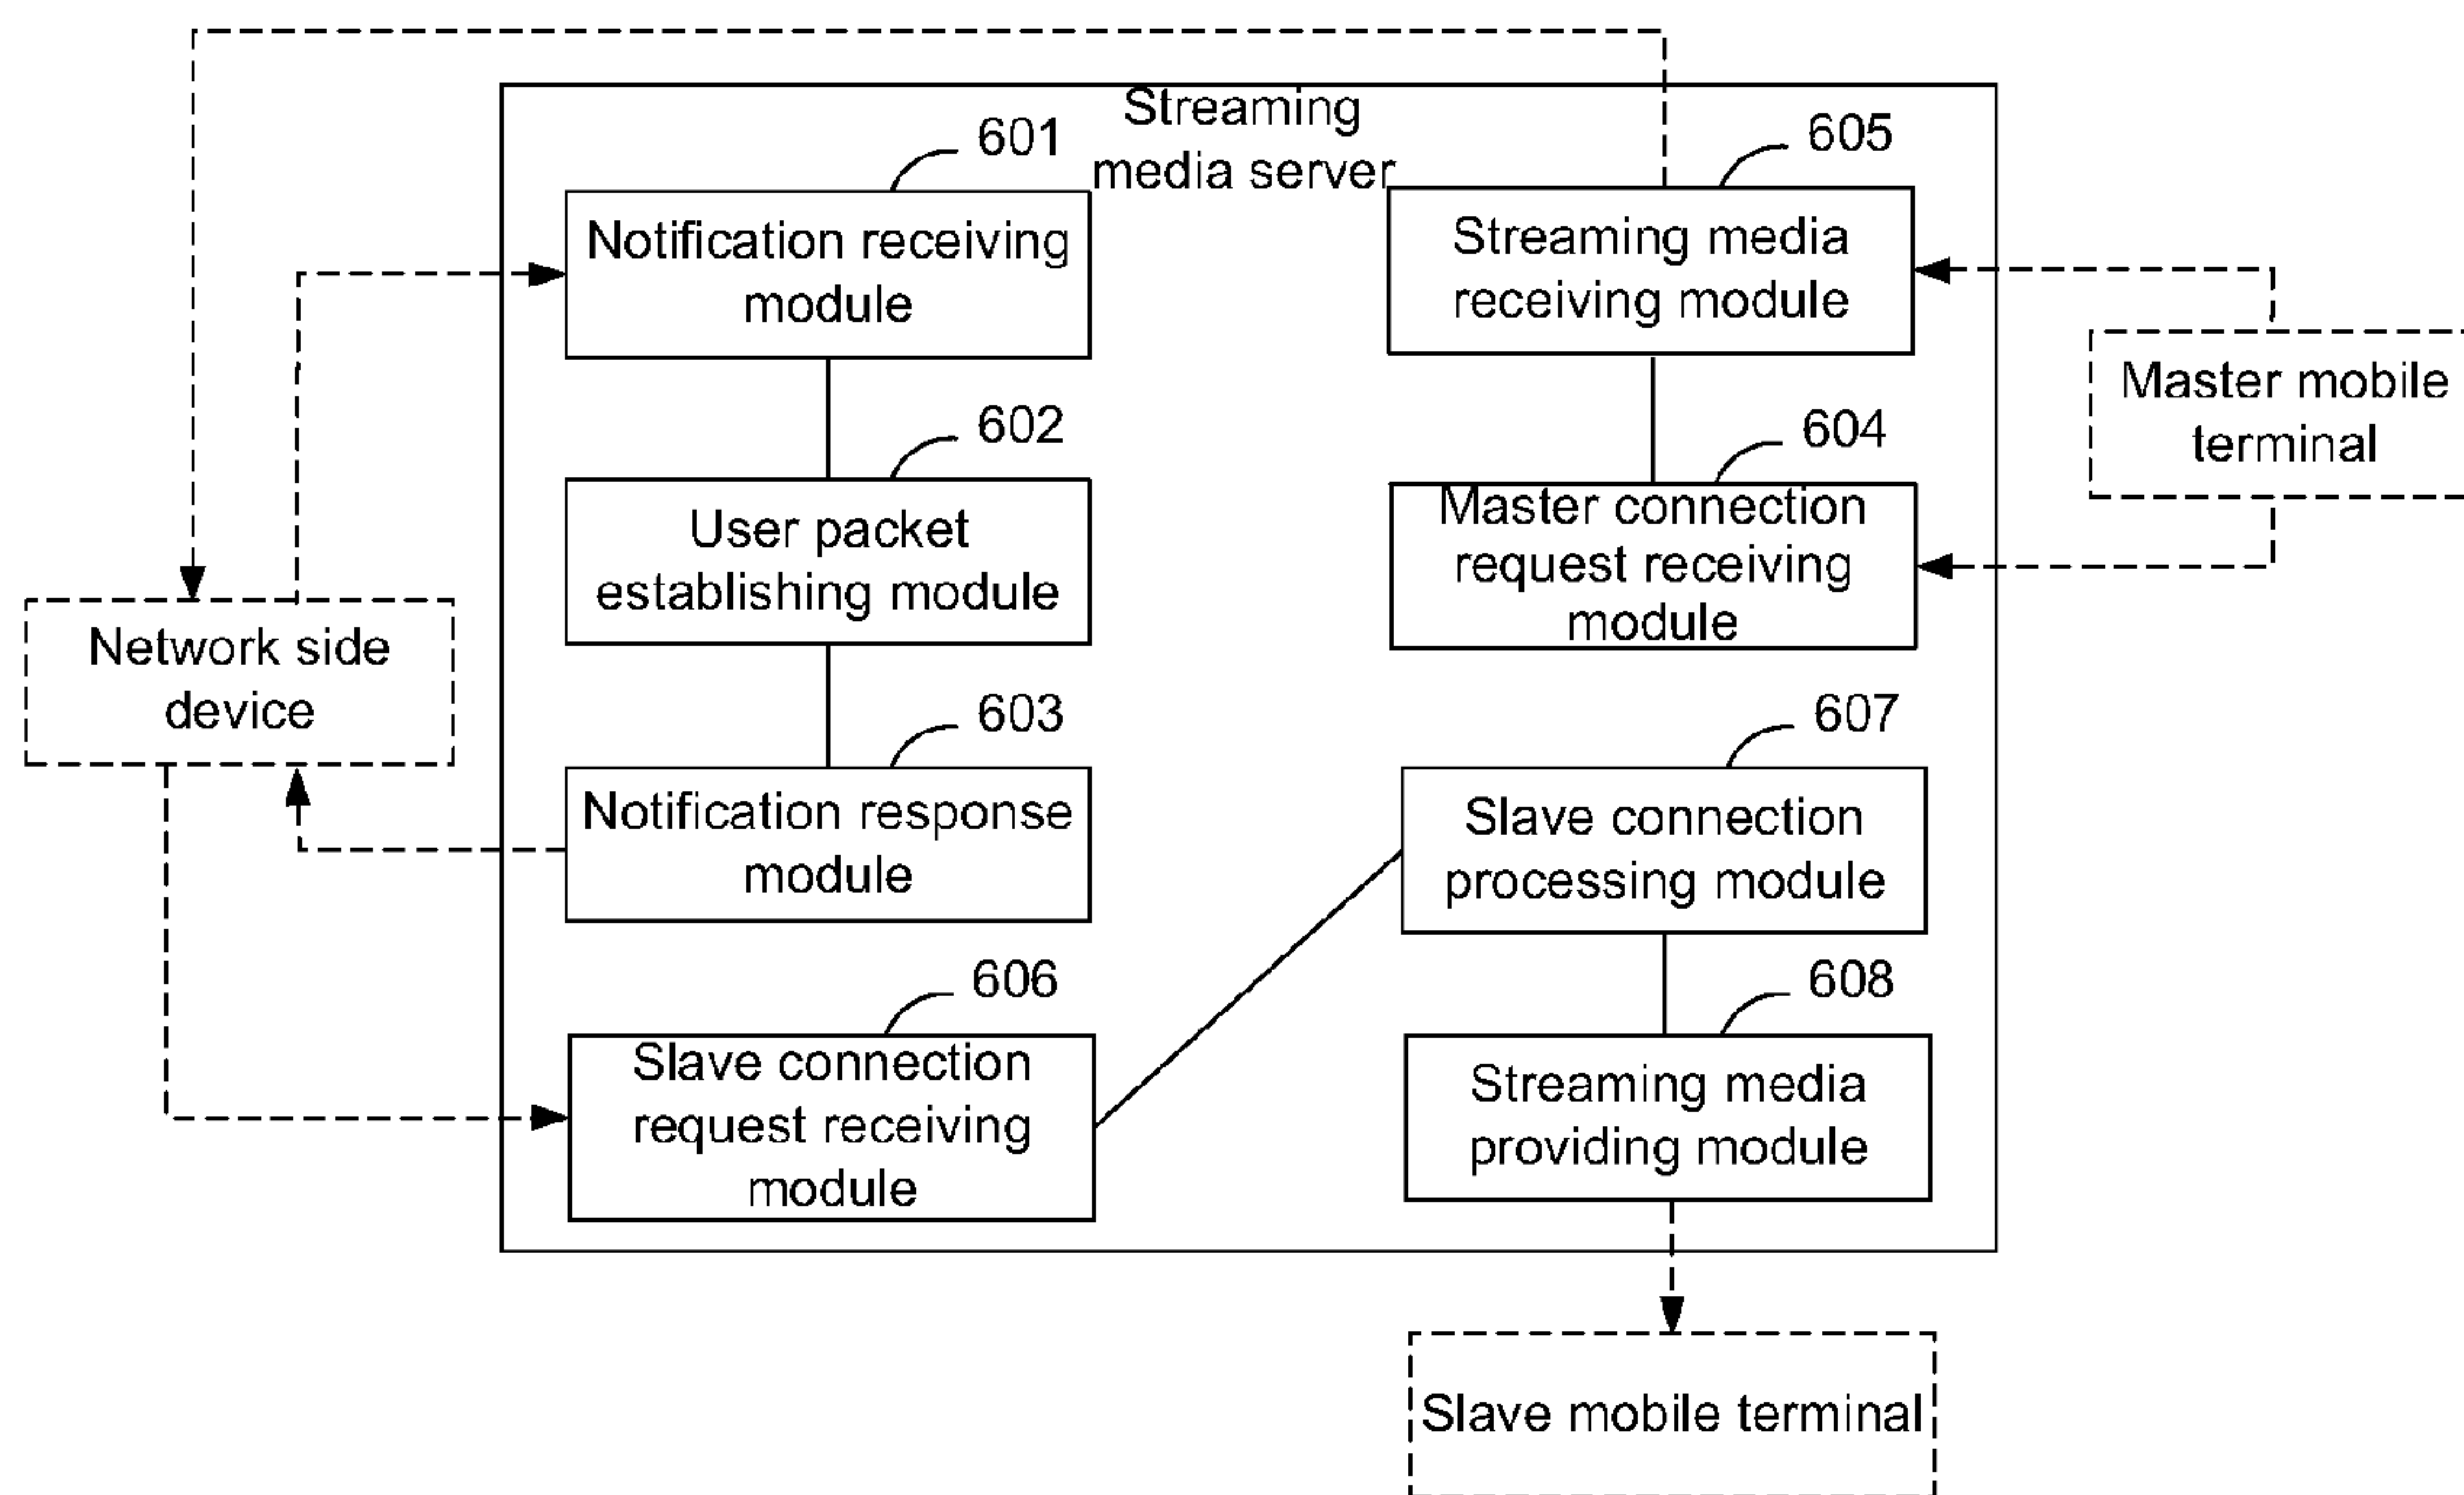 Streaming
media server
601
Notification receiving
module
605
Streaming media
receiving module
Master mobile
terminal
602
User packet
establishing module
604
Master connection
request receiving
module
Network side
device
603
Notification response
module
607
Slave connection
processing module
606
Slave connection
request receiving
module
608
Streaming media
providing module
Slave mobile terminal